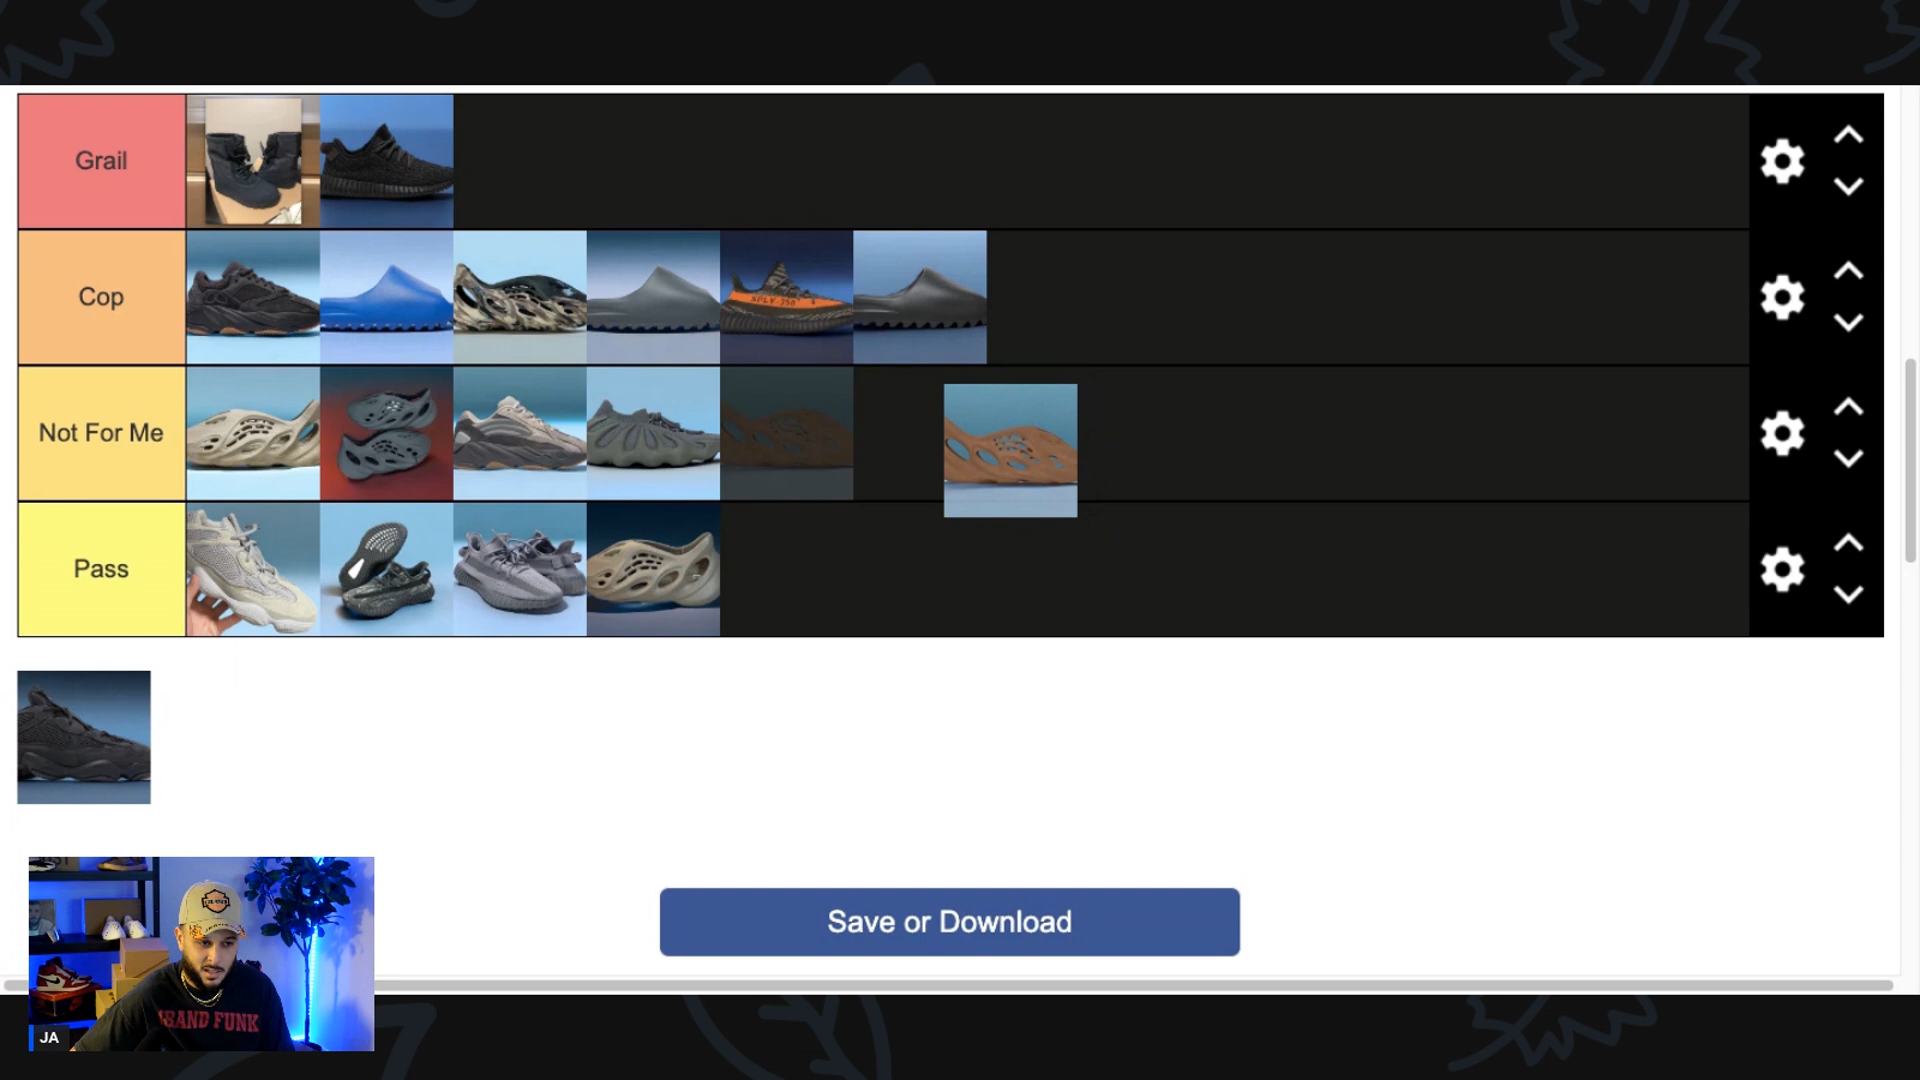 Grail
Cop
SPLY-350
Not For Me
Pass
Save or Download
BAND FUNK
JA